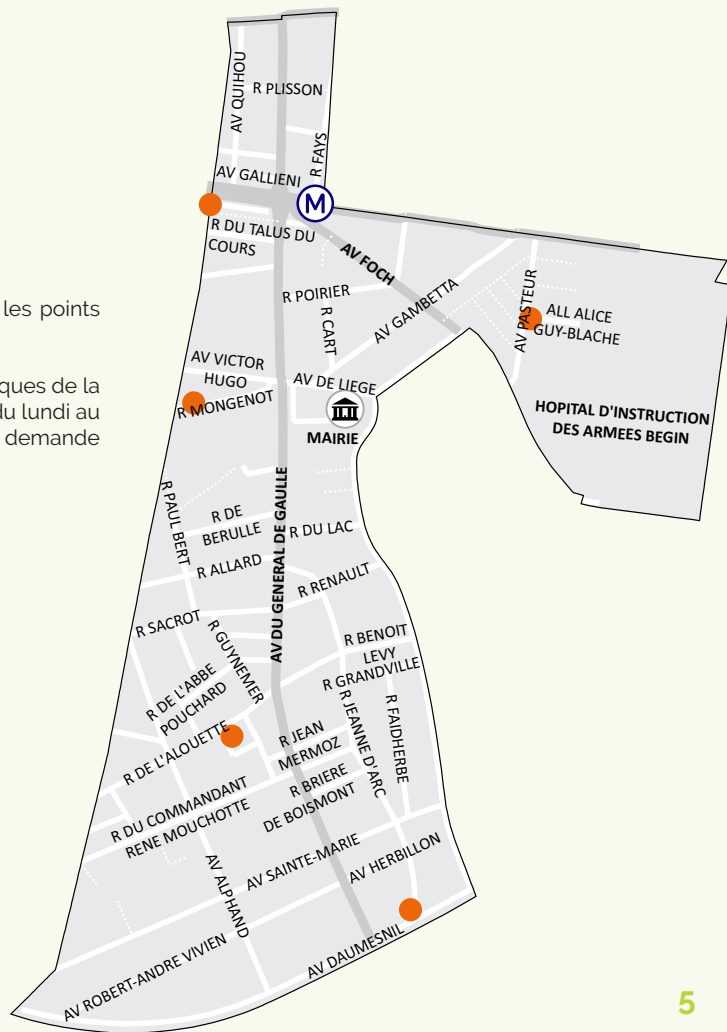 R PLISSON
AV QUIHOU
R FAYS
AV GALLIENI
M
R DU TALUS DU
COURS
AV FOCH
R POIRIER
R CART
AV GAMBETTA
AV PASTEUR
ALL ALICE
GUY-BLACHE
les points
AV VICTOR
HUGO
AV DE LIEGE
ques de la
R MONGENOT
du lundi au
demande
MAIRIE
HOPITAL D'INSTRUCTION
DES ARMEES BEGIN
R PAUL BERT
R DE
BERULLE
AV DU GENERAL DE GAULLE
R DU LAC
R ALLARD
R RENAULT
R SACROT
R GUYNEMER
R BENOIT
LEVY
R GRANDVILLE
R DE L'ABBE
POUCHARD
R JEANNE D'ARC
R FAIDHERBE
R DE L'ALOUETTE
R JEAN
MERMOZ
R BRIERE
DE BOISMONT
R DU COMMANDANT
RENE MOUCHOTTE
AV SAINTE-MARIE
AV HERBILLON
AV ALPHAND
AV ROBERT-ANDRE VIVIEN
AV DAUMESNIL
5